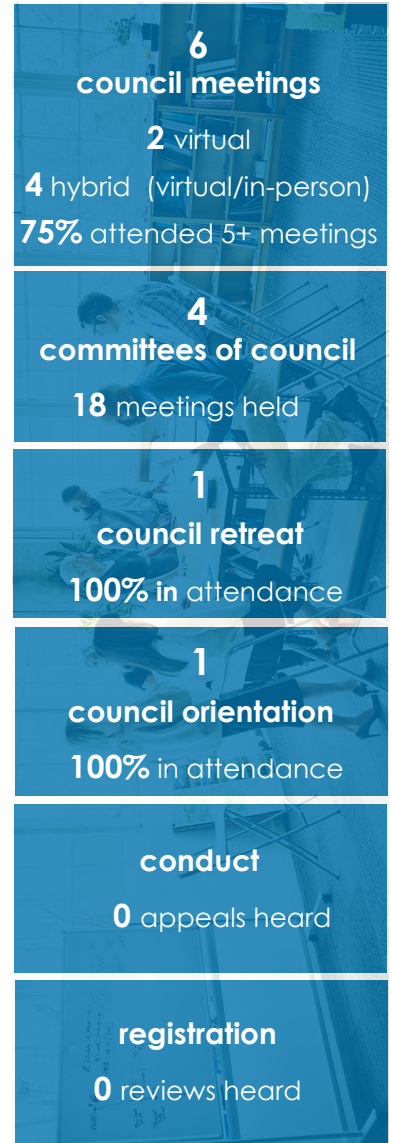 6
council meetings
2 virtual
4 hybrid (virtual/in-person)
75% attended 5+ meetings
4
committees of council
18 meetings held
1
council retreat
100% in attendance
1
council orientation
100% in attendance
conduct
0 appeals heard
registration
0 reviews heard